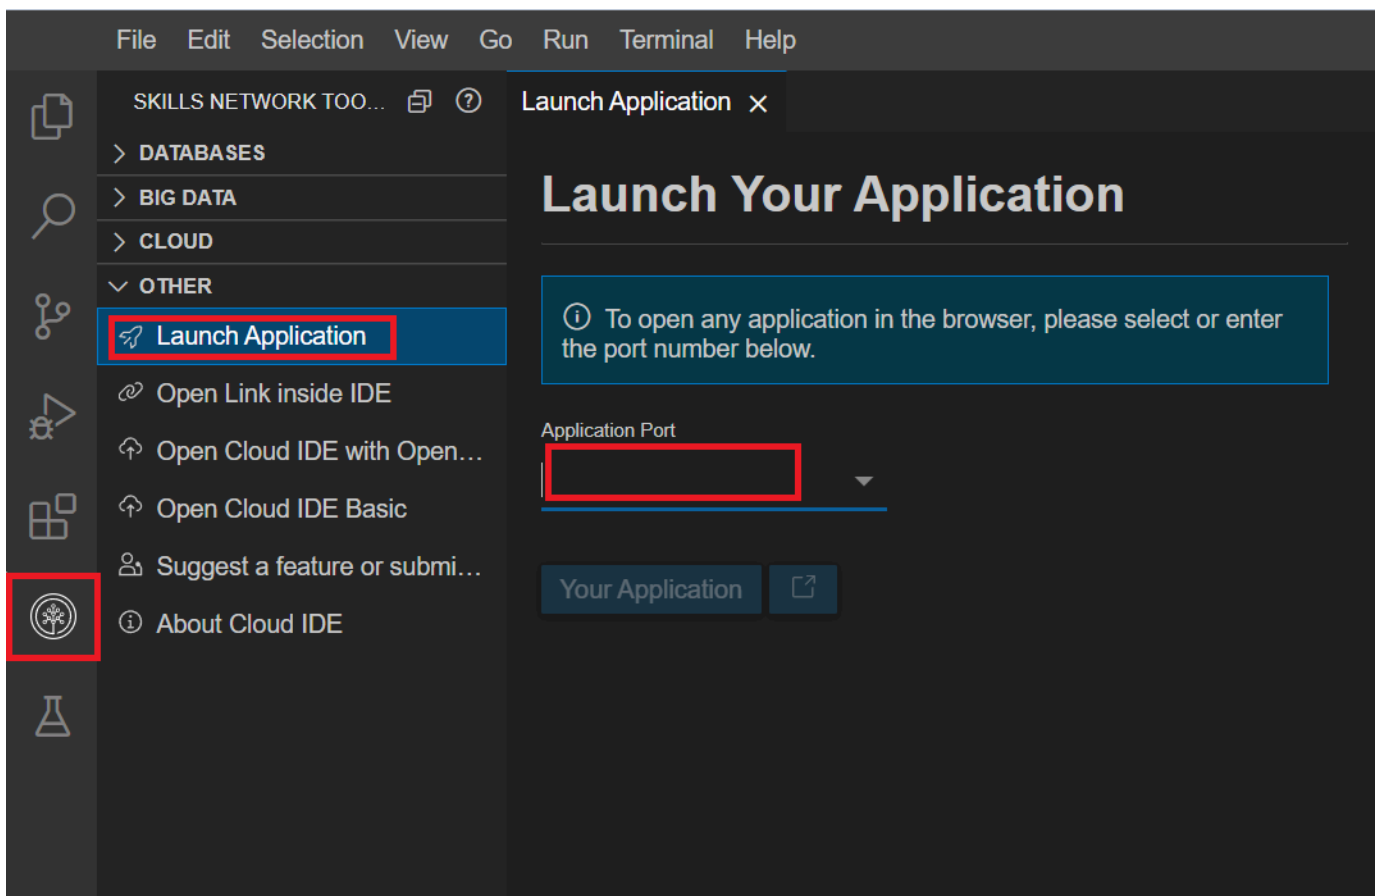 File Edit Selection View Go Run Terminal Help
SKILLS NETWORK TOO...
Launch Application
DATABASES
BIG DATA
CLOUD
OTHER
Launch Application
Open Link inside IDE
Open Cloud IDE with Open...
Open Cloud IDE Basic
Suggest a feature or submi...
About Cloud IDE
Launch Your Application
To open any application in the browser, please select or enter
the port number below.
Application Port
Your Application